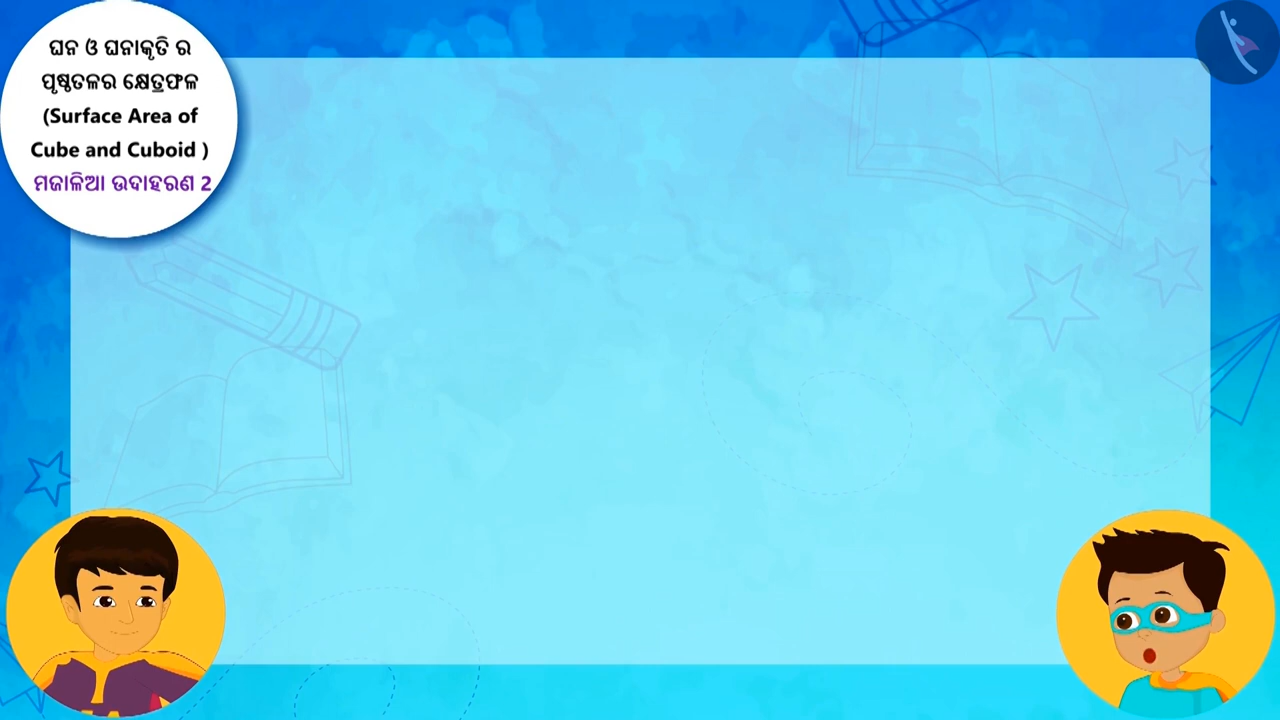 ଘନ ଓ ଘନାକୃତି ର
ପୃଷ୍ଠତଳର କ୍ଷେତ୍ରଫଳ
(Surface Area of
Cube and Cuboid )
ମଜାଳିଆ ଉଦାହରଣ 2